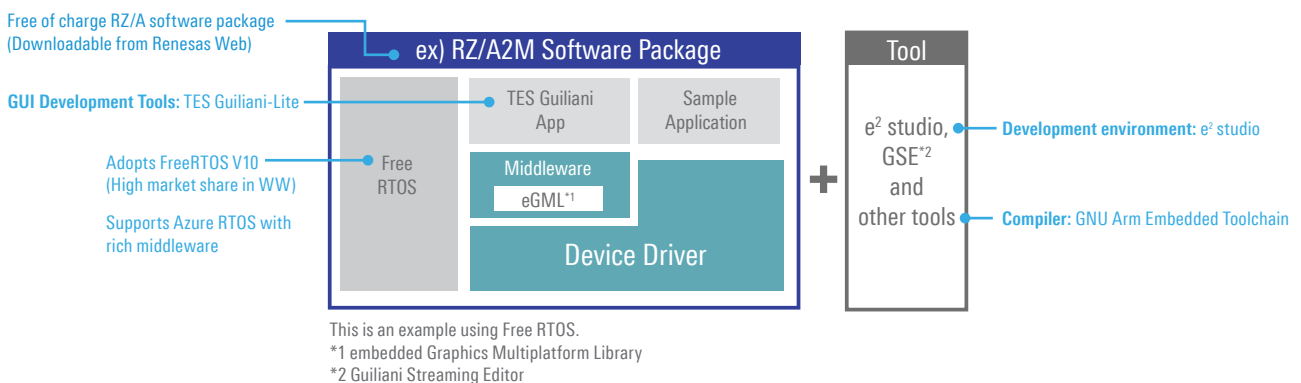 Free of charge RZ/A software package
(Downloadable from Renesas Web)
GUI Development Tools: TES Guiliani-Lite
Adopts FreeRTOS V10
(High market share in WW)
Supports Azure RTOS with
rich middleware
ex) RZ/A2M Software Package
Free
RTOS
TES Guiliani
App
Sample
Application
Middleware
eGML*1
Device Driver
+
Tool
e² studio,
GSE*2
and
other tools
Development environment: e² studio
Compiler: GNU Arm Embedded Toolchain
This is an example using Free RTOS.
*1 embedded Graphics Multiplatform Library
*2 Guiliani Streaming Editor